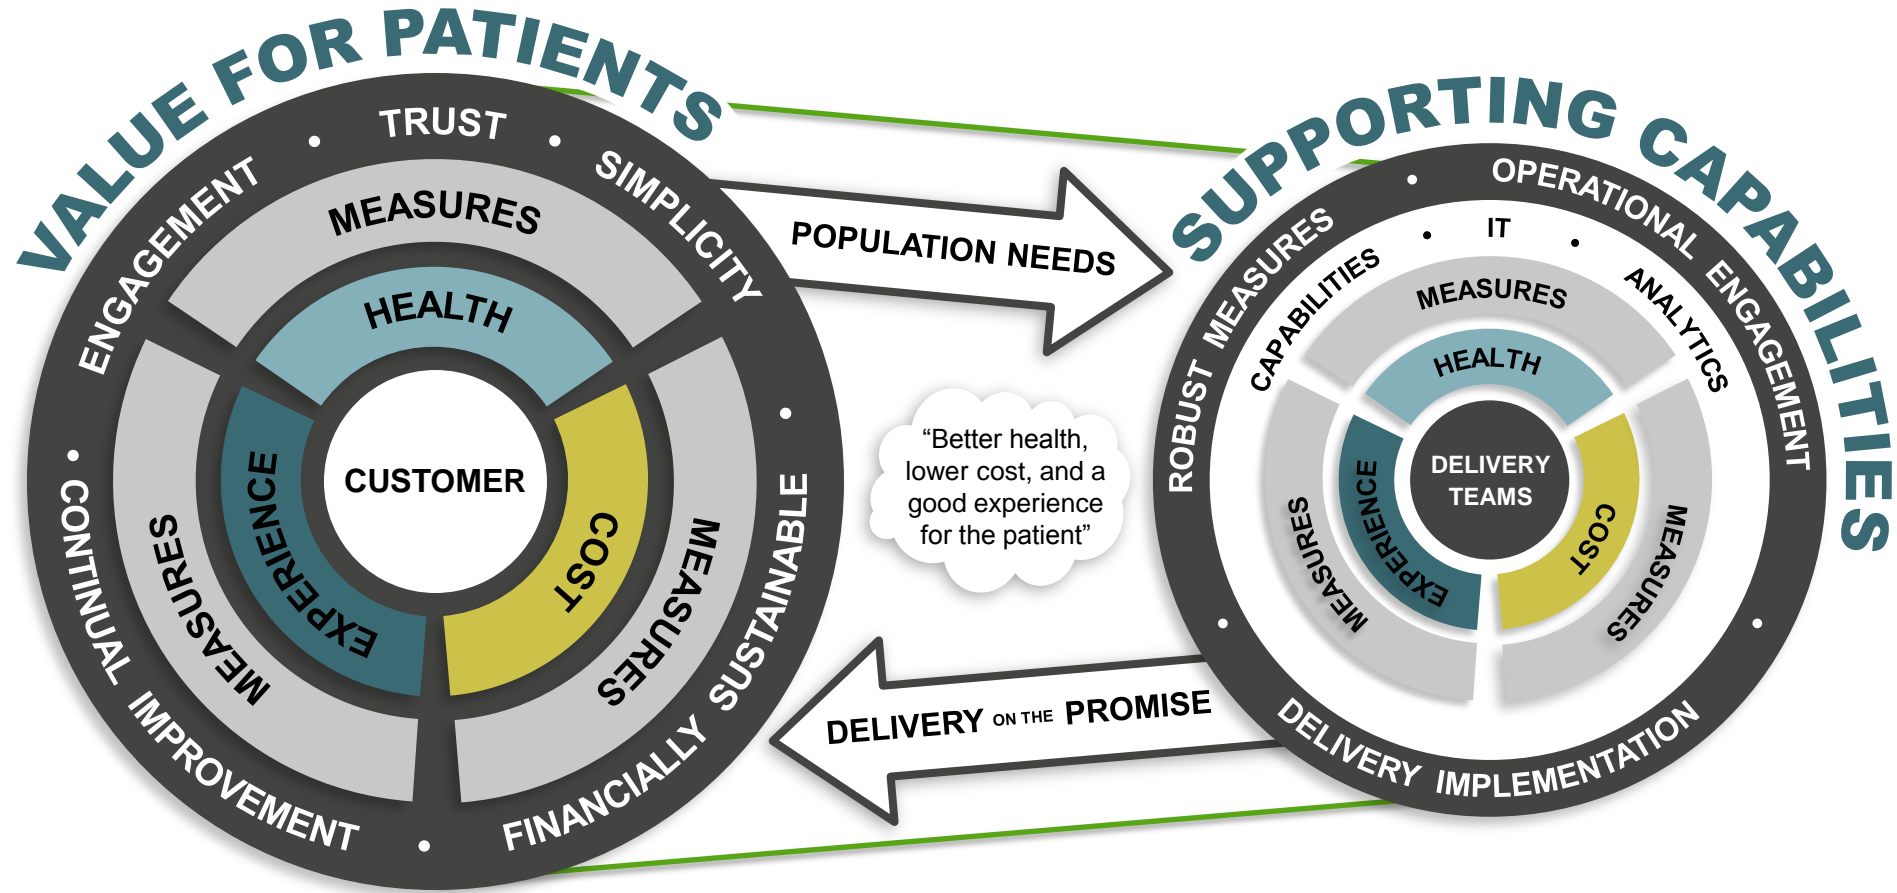 VALUE FOR PATIENTS
ENGAGEMENT • TRUST • SIMPLICITY • FINANCIALLY SUSTAINABLE • CONTINUAL IMPROVEMENT •
MEASURES
HEALTH
MEASURES
EXPERIENCE
CUSTOMER
COST
MEASURES
POPULATION NEEDS
“Better health,
lower cost, and a
good experience
for the patient”
DELIVERY ON THE PROMISE
SUPPORTING CAPABILITIES
ROBUST MEASURES • OPERATIONAL ENGAGEMENT • DELIVERY IMPLEMENTATION •
CAPABILITIES • IT • ANALYTICS
MEASURES
HEALTH
MEASURES
EXPERIENCE
DELIVERY
TEAMS
COST
MEASURES